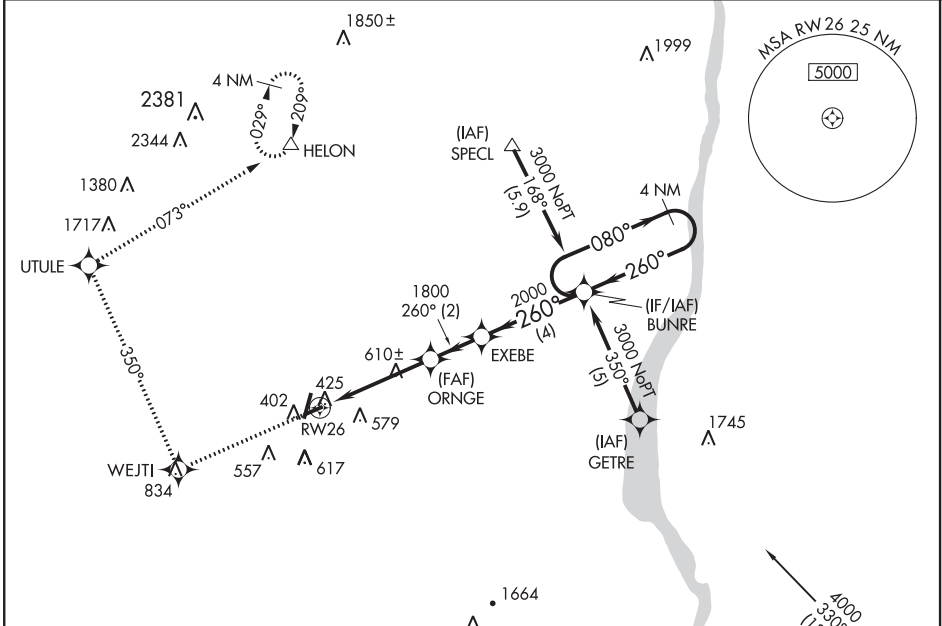 1850 ±
1999
MSA RW26 25 NM
5000
4 NM
029°
209°
HELON
2381
2344
1380
1717
073°
UTULE
(IAF)
SPECL
3000 NoPT
168°
(5.9)
4 NM
080°
260°
(IF/IAF)
BUNRE
2000
260°
(4)
1800
260° (2)
EXEBE
(FAF)
ORNGE
610±
3000 NoPT
350°
(5)
(IAF)
GETRE
1745
350°
425
402
RW26
579
557
617
WEJTI
834
1664
4000
330°